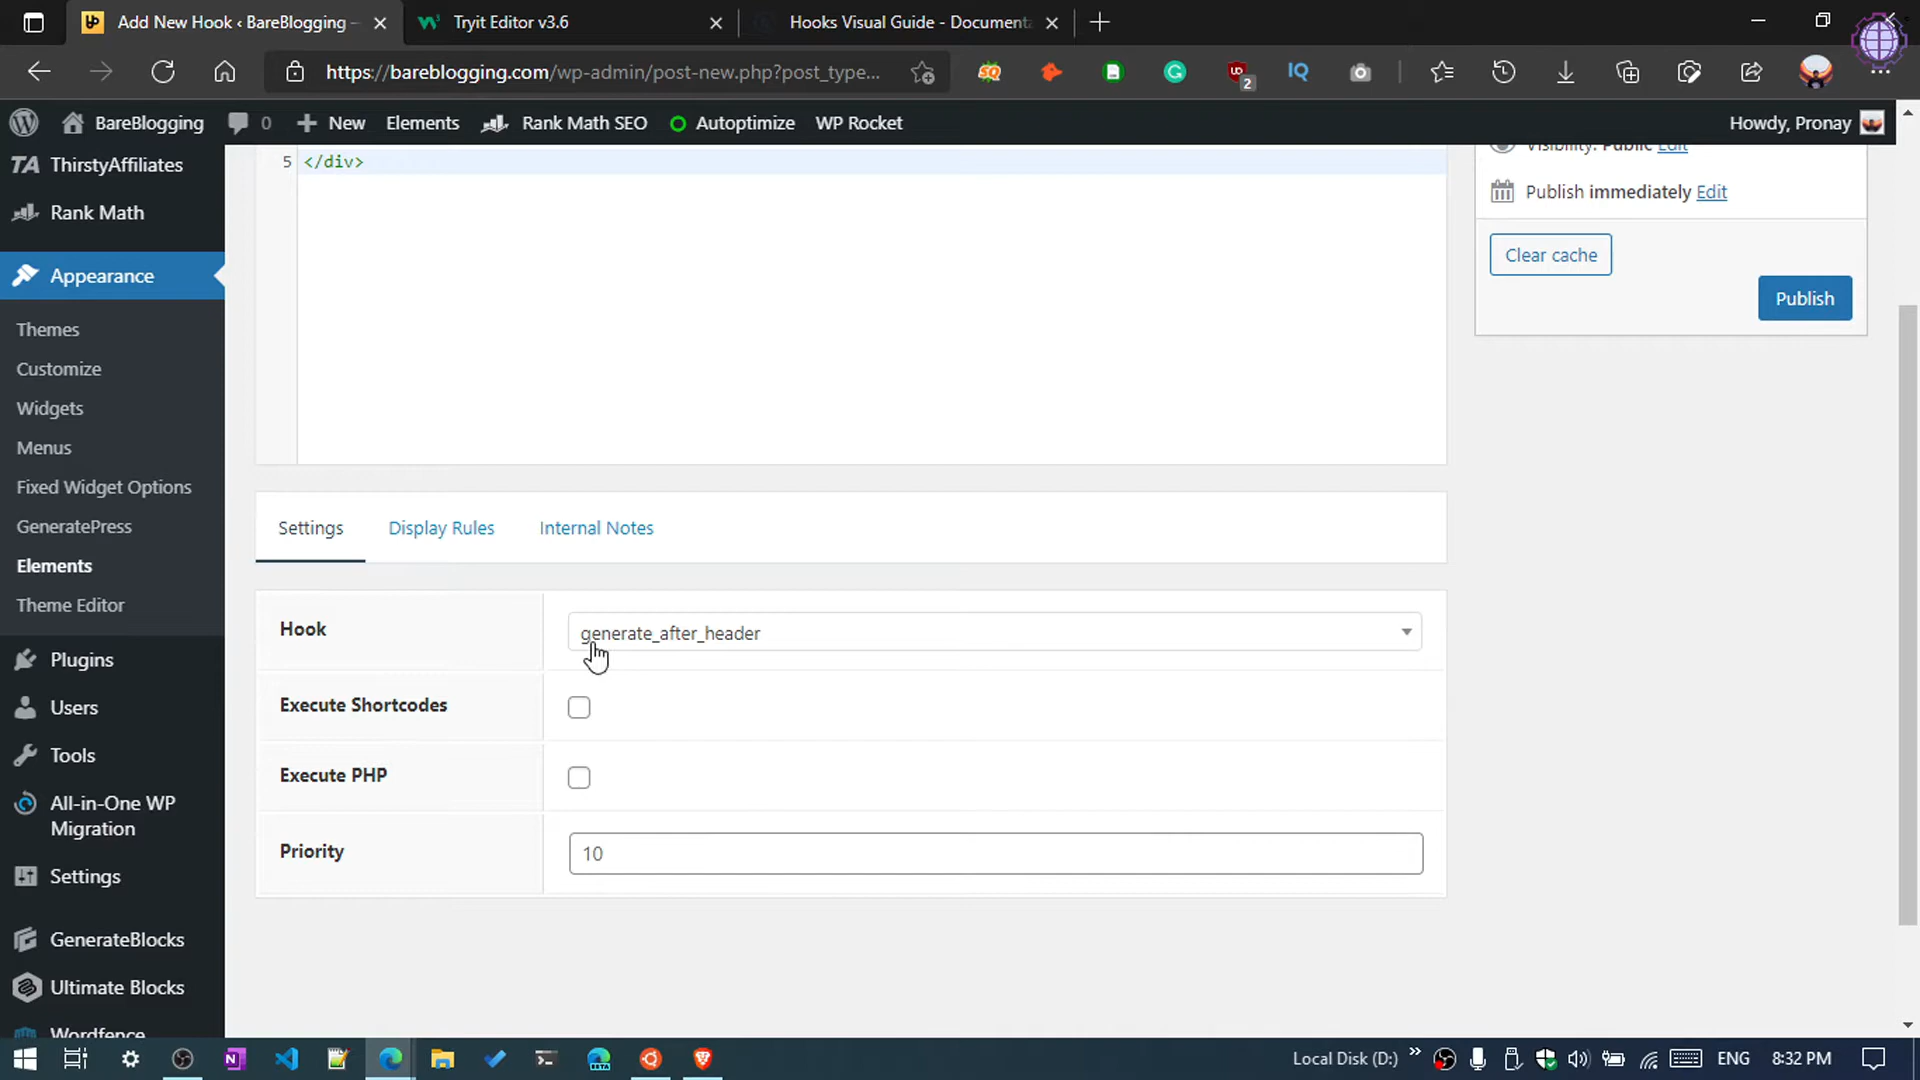 Add New Hook ‹ BareBlogging —
Tryit Editor v3.6
Hooks Visual Guide - Documenta
https://bareblogging.com/wp-admin/post-new.php?post_type...
IQ
2
BareBlogging
0
New
Elements
Rank Math SEO
Autoptimize
WP Rocket
Howdy, Pronay
TA ThirstyAffiliates
Rank Math
Appearance
Themes
Customize
Widgets
Menus
Fixed Widget Options
GeneratePress
Elements
Theme Editor
Plugins
Users
Tools
All-in-One WP
Migration
Settings
GenerateBlocks
Ultimate Blocks
Wordfence
5 </div>
Visibility: Public Edit
Publish immediately Edit
Clear cache
Publish
Settings
Display Rules
Internal Notes
Hook
generate_after_header
Execute Shortcodes
Execute PHP
Priority
10
Local Disk (D:)
ENG
8:32 PM